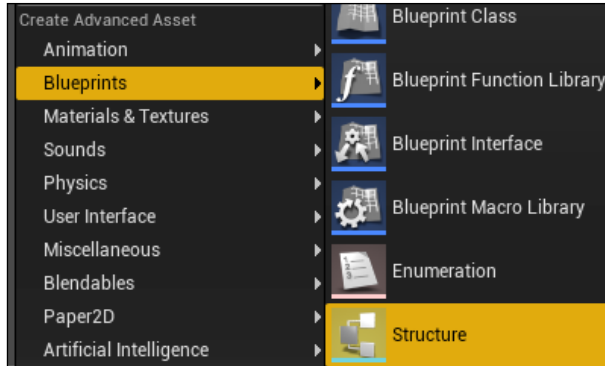 Create Advanced Asset
Animation
Blueprints
Materials & Textures
Sounds
Physics
User Interface
Miscellaneous
Blendables
Paper2D
Artificial Intelligence
Blueprint Class
Blueprint Function Library
Blueprint Interface
Blueprint Macro Library
Enumeration
Structure